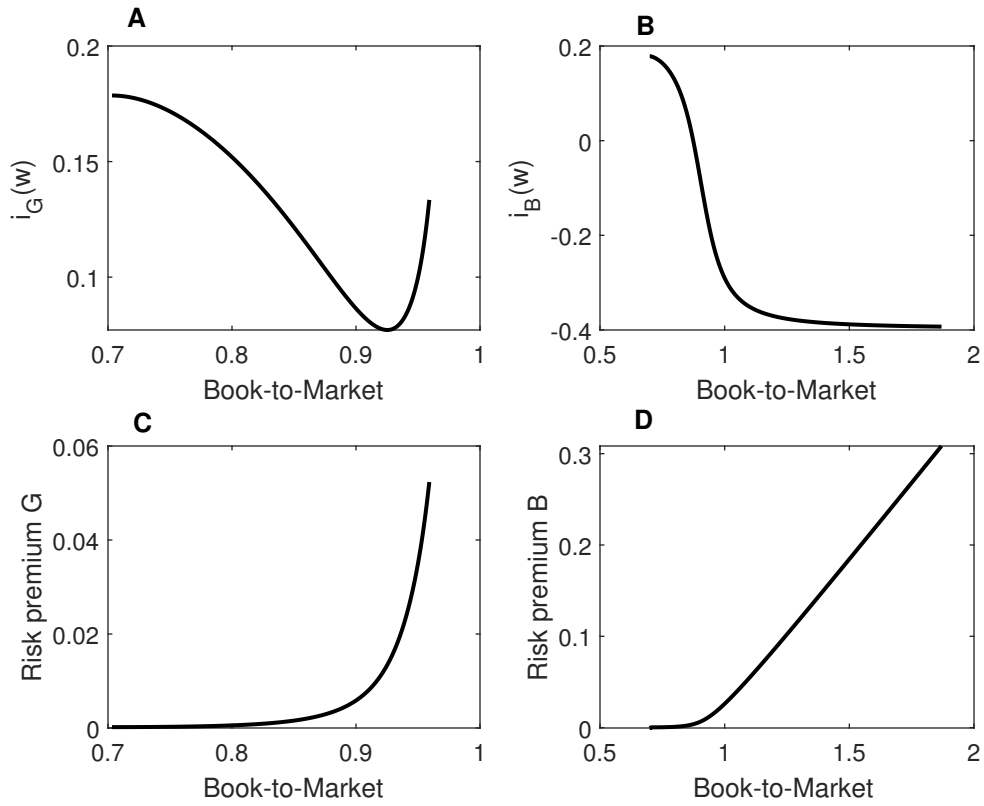 A
0.2
0.15
0.1
i_G(w)
0.7
0.8
0.9
1
Book-to-Market
B
0.2
0
-0.2
-0.4
i_B(w)
0.5
1
1.5
2
Book-to-Market
C
0.06
0.04
0.02
0
Risk premium G
0.7
0.8
0.9
1
Book-to-Market
D
0.3
0.2
0.1
0
Risk premium B
0.5
1
1.5
2
Book-to-Market